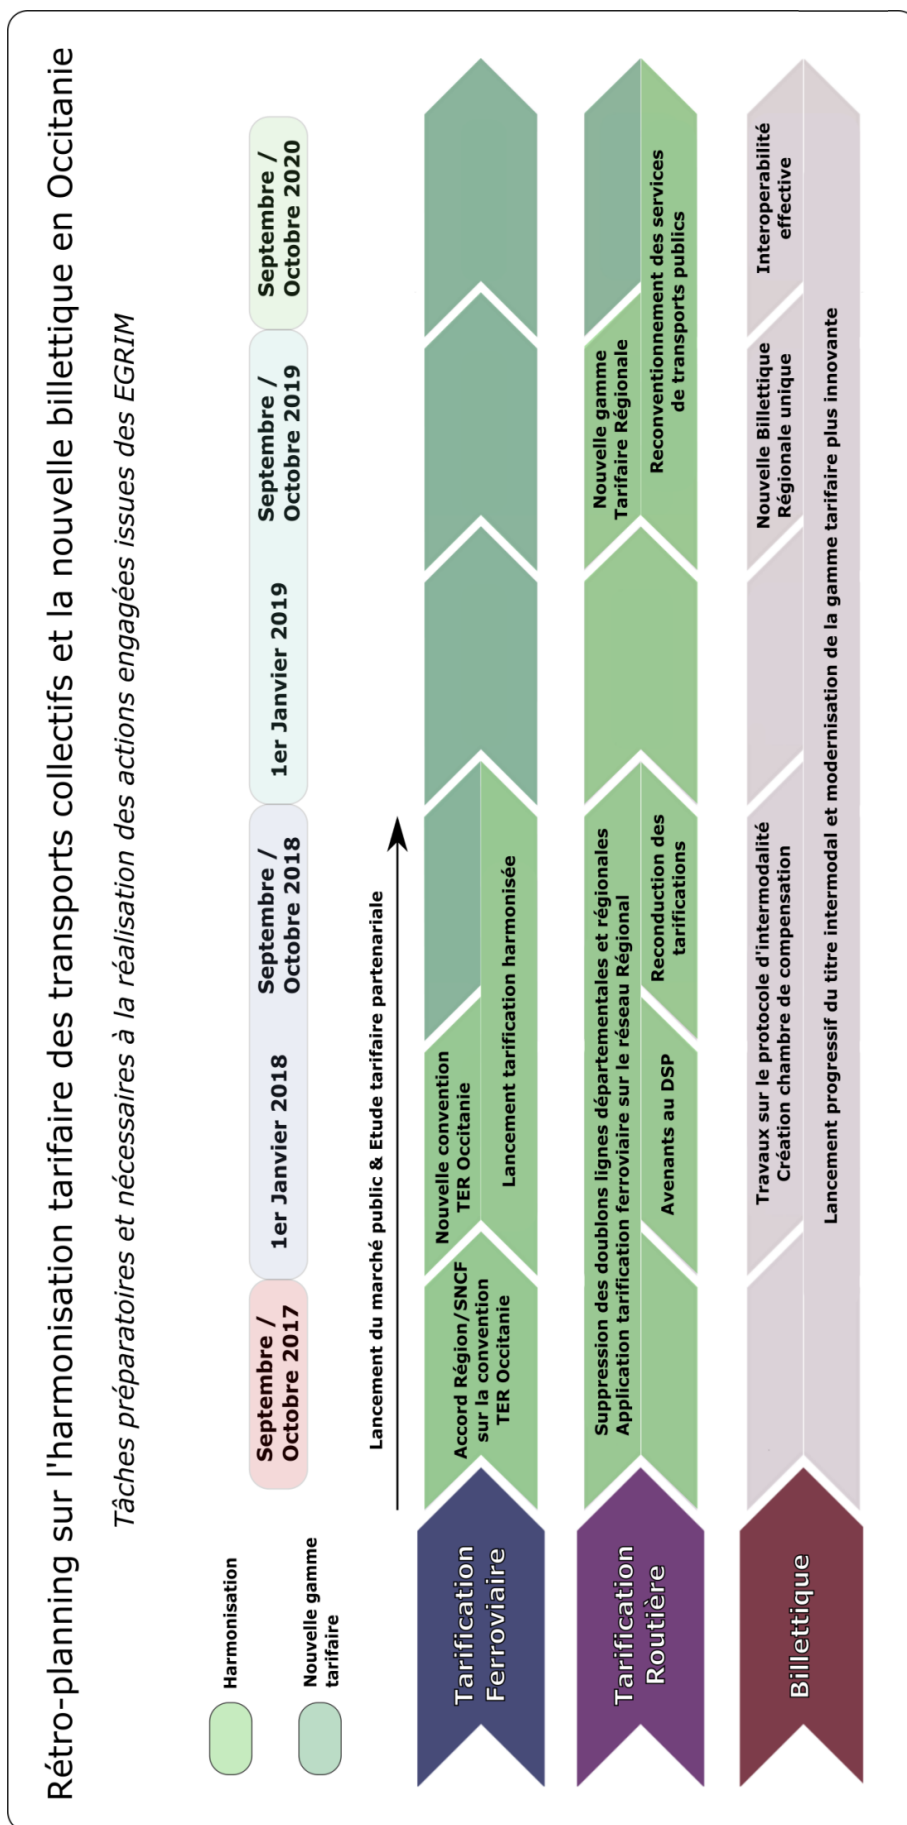 Rétro-planning sur l'harmonisation tarifaire des transports collectifs et la nouvelle billettique en Occitanie
Tâches préparatoires et nécessaires à la réalisation des actions engagées issues des EGRIM
Harmonisation
Nouvelle gamme
tarifaire
Septembre /
Octobre 2017
1er Janvier 2018
Septembre /
Octobre 2018
1er Janvier 2019
Septembre /
Octobre 2019
Septembre /
Octobre 2020
Lancement du marché public & Etude tarifaire partenariale
Tarification
Ferroviaire
Accord Région/SNCF
sur la convention
TER Occitanie
Nouvelle convention
TER Occitanie
Lancement tarification harmonisée
Tarification
Routière
Suppression des doublons lignes départementales et régionales
Application tarification ferroviaire sur le réseau Régional
Avenants au DSP
Reconduction des
tarifications
Nouvelle gamme
Tarifaire Régionale
Reconventionnement des services
de transports publics
Billettique
Travaux sur le protocole d'intermodalité
Création chambre de compensation
Nouvelle Billettique
Régionale unique
Interoperabilité
effective
Lancement progressif du titre intermodal et modernisation de la gamme tarifaire plus innovante